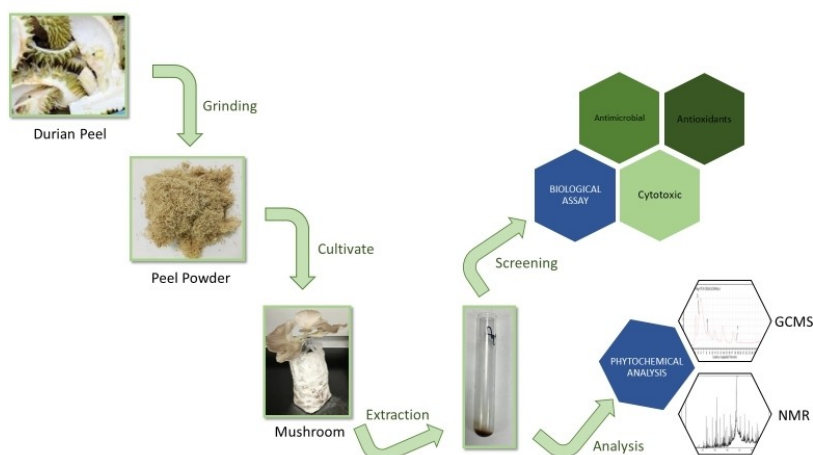 Durian Peel
Grinding
Peel Powder
Cultivate
Mushroom
Extraction
Screening
Antimicrobial
Antioxidants
BIOLOGICAL
ASSAY
Cytotoxic
Analysis
PHYTOCHEMICAL
ANALYSIS
GCMS
NMR